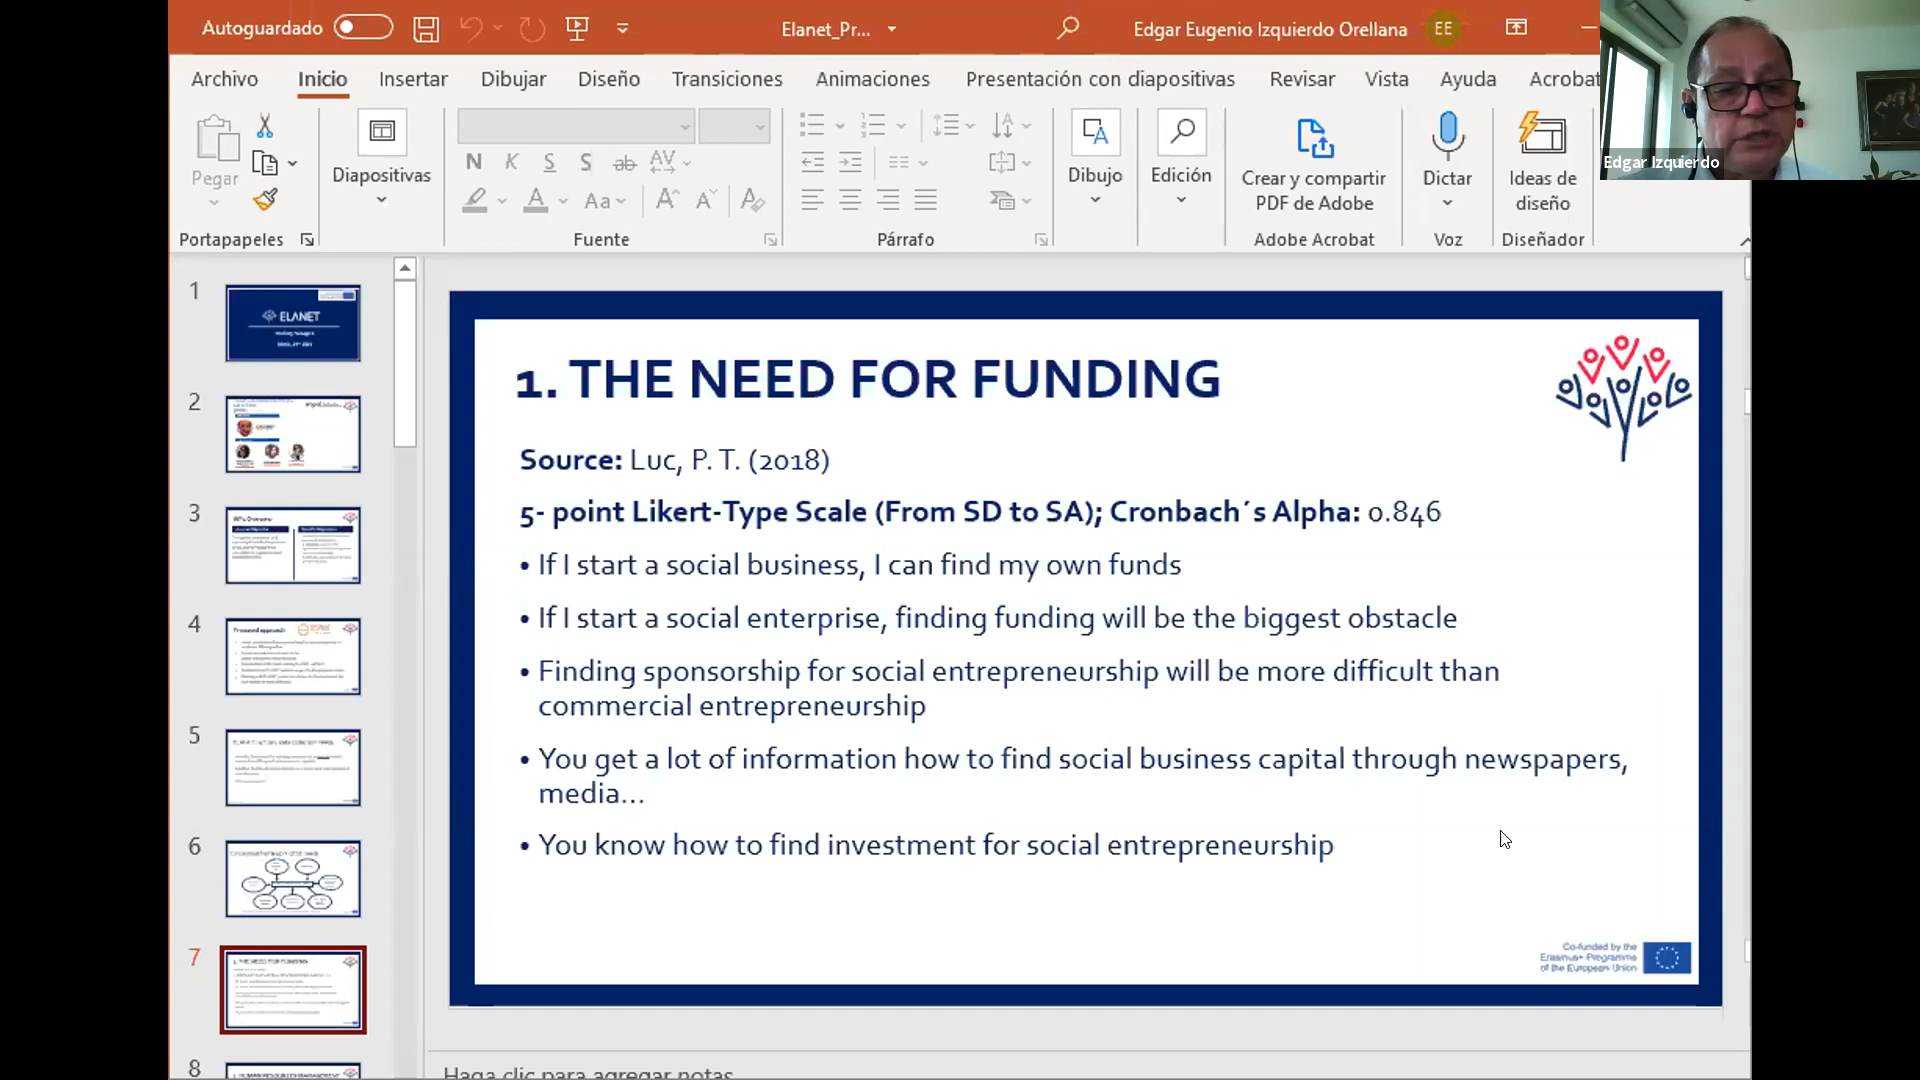 Autoguardado
Elanet_Pr...
Edgar Eugenio Izquierdo Orellana
EE
Archivo
Inicio
Insertar
Dibujar
Diseño
Transiciones
Animaciones
Presentación con diapositivas
Revisar
Vista
Ayuda
Acrobat
Edgar Izquierdo
Pegar
Diapositivas
N K S S ab AV
Aa
Dibujo
Edición
Crear y compartir
PDF de Adobe
Dictar
Ideas de
diseño
Portapapeles
Fuente
Párrafo
Adobe Acrobat
Voz
Diseñador
1
ELANET
2
3
4
5
6
7
8
1. THE NEED FOR FUNDING
Source: Luc, P. T. (2018)
5- point Likert-Type Scale (From SD to SA); Cronbach´s Alpha: 0.846
• If I start a social business, I can find my own funds
• If I start a social enterprise, finding funding will be the biggest obstacle
• Finding sponsorship for social entrepreneurship will be more difficult than
commercial entrepreneurship
• You get a lot of information how to find social business capital through newspapers,
media...
• You know how to find investment for social entrepreneurship
Co-funded by the
Erasmus+ Programme
of the European Union
Haga clic para agregar notas